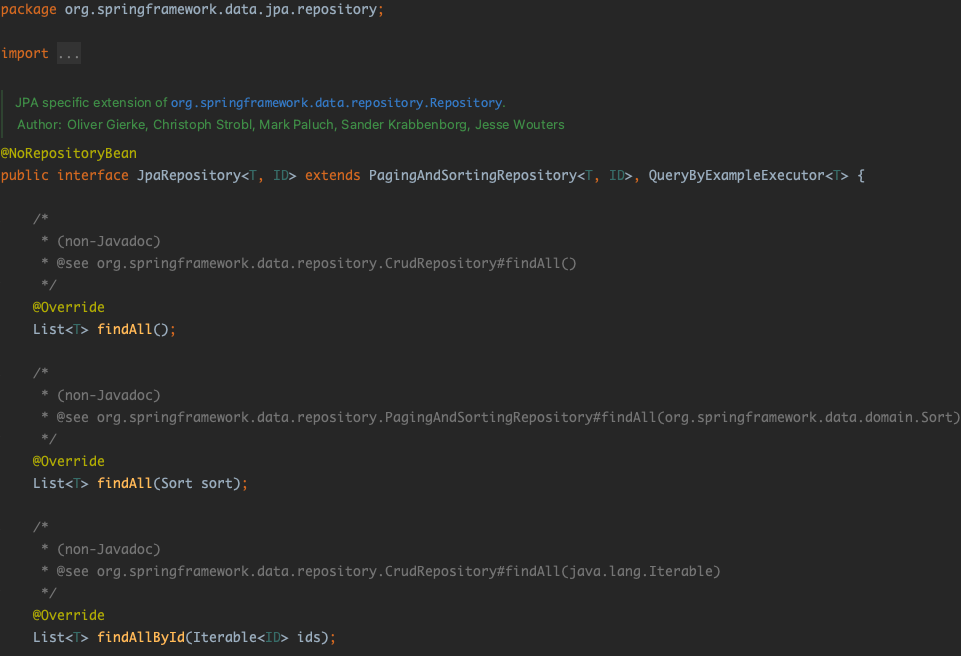 package org.springframework.data.jpa.repository;
import ...
JPA specific extension of org.springframework.data.repository.Repository.
Author: Oliver Gierke, Christoph Strobl, Mark Paluch, Sander Krabbenborg, Jesse Wouters
@NoRepositoryBean
public interface JpaRepository<T, ID> extends PagingAndSortingRepository<T, ID>, QueryByExampleExecutor<T> {
/*
* (non-Javadoc)
* @see org.springframework.data.repository.CrudRepository#findAll()
*/
@Override
List<T> findAll();
/*
* (non-Javadoc)
* @see org.springframework.data.repository.PagingAndSortingRepository#findAll(org.springframework.data.domain.Sort)
*/
@Override
List<T> findAll(Sort sort);
/*
* (non-Javadoc)
* @see org.springframework.data.repository.CrudRepository#findAll(java.lang.Iterable)
*/
@Override
List<T> findAllById(Iterable<ID> ids);